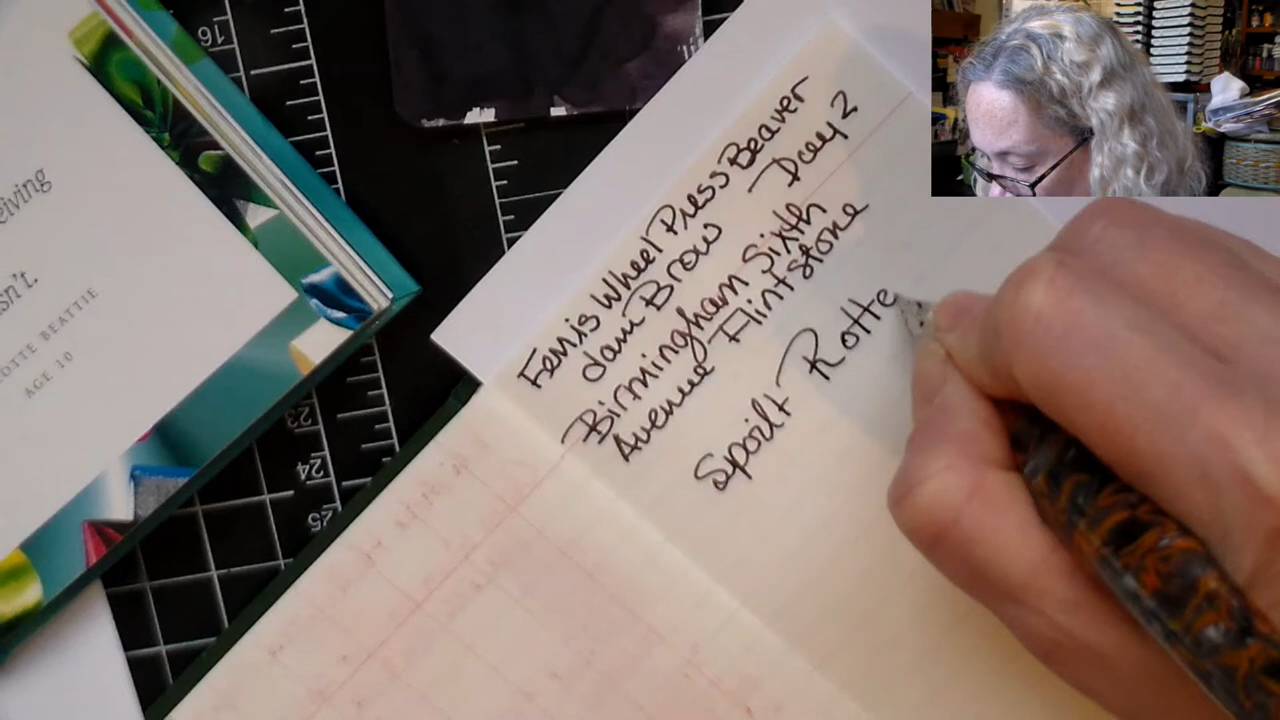 eiving
sn't.
OTTE BEATTIE
AGE 10
16
23
24
25
Ferris Wheel Press Beaver
dam Brow Day 2
Birmingham Sixth
Avenue Flintstone
Spoilt Rotte